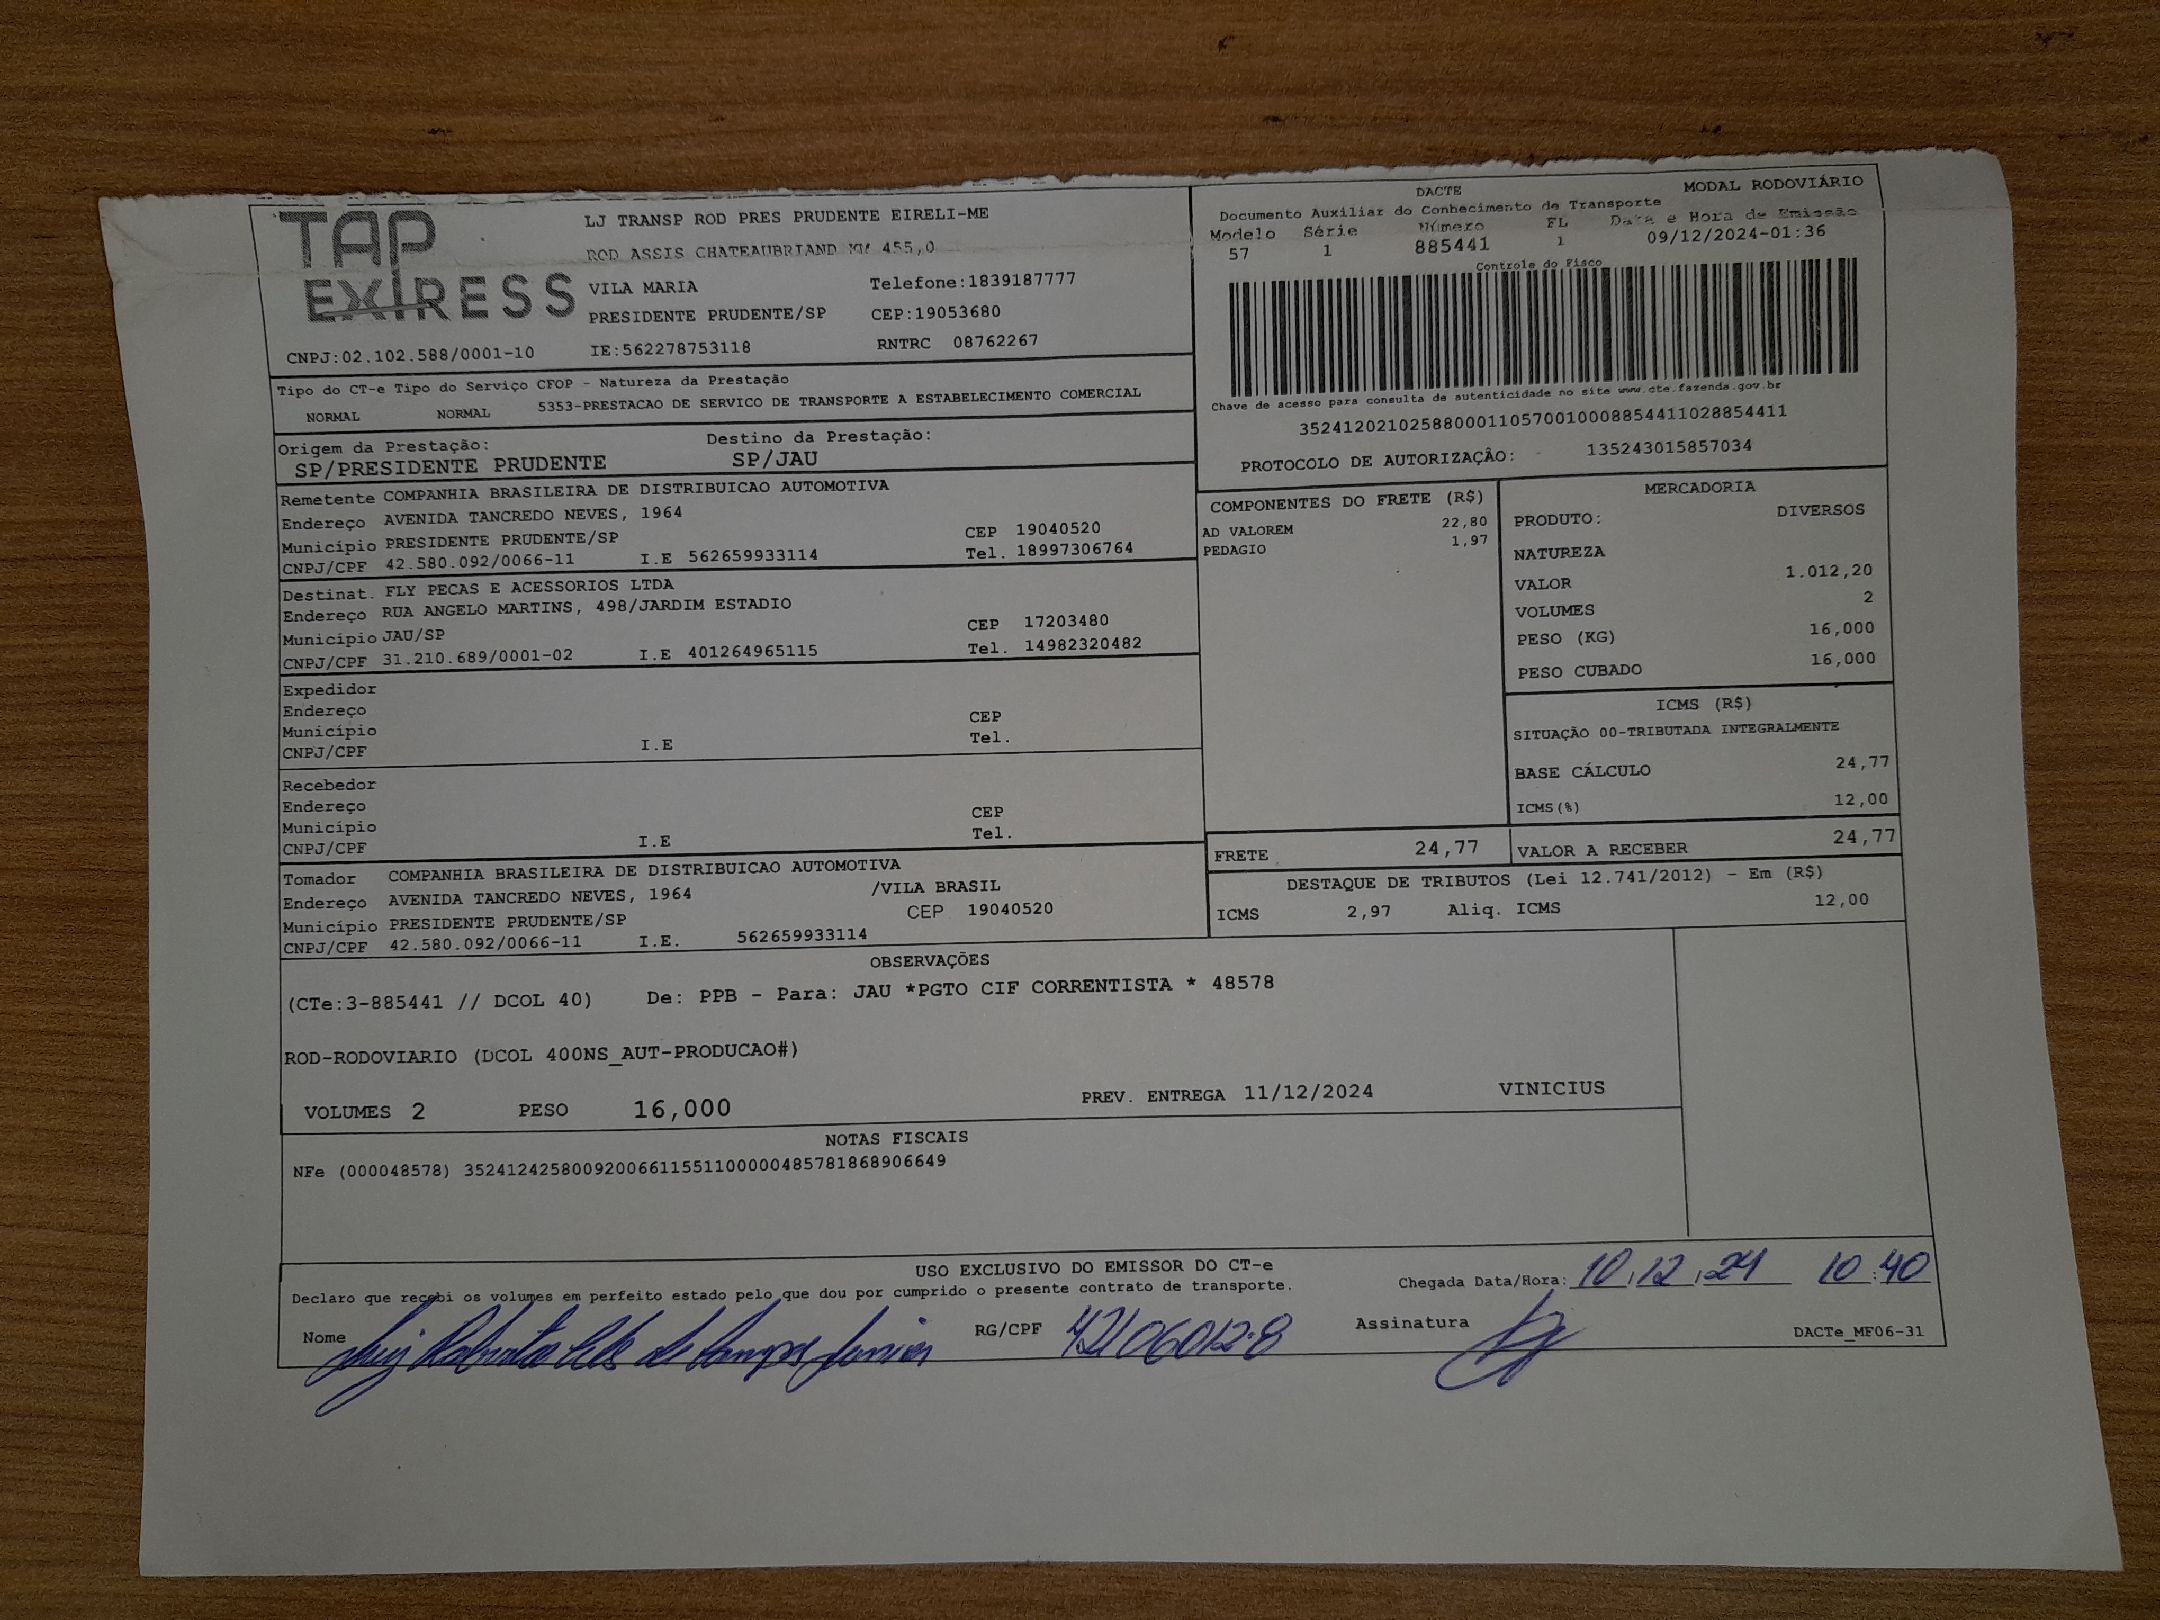 TAP
EXPRESS
CNPJ:02.102.588/0001-10
LJ TRANSP ROD PRES PRUDENTE EIRELI-ME
ROD ASSIS CHATEAUBRIAND KM 455,0
VILA MARIA Telefone:1839187777
PRESIDENTE PRUDENTE/SP CEP:19053680
IE:562278753118 RNTRC 08762267
DACTE MODAL RODOVIÁRIO
Documento Auxiliar do Conhecimento de Transporte
Modelo Série Número FL Data e Hora de Emissão
57 1 885441 1 09/12/2024-01:36
Controle do Fisco
Chave de acesso para consulta de autenticidade no site www.cte.fazenda.gov.br
35241202102588000110570010008854411028854411
PROTOCOLO DE AUTORIZAÇÃO: 135243015857034
Tipo do CT-e Tipo do Serviço CFOP - Natureza da Prestação
NORMAL NORMAL 5353-PRESTACAO DE SERVICO DE TRANSPORTE A ESTABELECIMENTO COMERCIAL
Origem da Prestação: Destino da Prestação:
SP/PRESIDENTE PRUDENTE SP/JAU
Remetente COMPANHIA BRASILEIRA DE DISTRIBUICAO AUTOMOTIVA
Endereço AVENIDA TANCREDO NEVES, 1964
Município PRESIDENTE PRUDENTE/SP CEP 19040520
CNPJ/CPF 42.580.092/0066-11 I.E 562659933114 Tel. 18997306764
Destinat. FLY PECAS E ACESSORIOS LTDA
Endereço RUA ANGELO MARTINS, 498/JARDIM ESTADIO
Município JAU/SP CEP 17203480
CNPJ/CPF 31.210.689/0001-02 I.E 401264965115 Tel. 14982320482
Expedidor
Endereço
Município CEP
CNPJ/CPF I.E Tel.
Recebedor
Endereço
Município CEP
CNPJ/CPF I.E Tel.
Tomador COMPANHIA BRASILEIRA DE DISTRIBUICAO AUTOMOTIVA
Endereço AVENIDA TANCREDO NEVES, 1964 /VILA BRASIL
Município PRESIDENTE PRUDENTE/SP CEP 19040520
CNPJ/CPF 42.580.092/0066-11 I.E. 562659933114
COMPONENTES DO FRETE (R$)
AD VALOREM 22,80
PEDAGIO 1,97
MERCADORIA
PRODUTO: DIVERSOS
NATUREZA
VALOR 1.012,20
VOLUMES 2
PESO (KG) 16,000
PESO CUBADO 16,000
ICMS (R$)
SITUAÇÃO 00-TRIBUTADA INTEGRALMENTE
BASE CÁLCULO 24,77
ICMS(%) 12,00
FRETE 24,77 VALOR A RECEBER 24,77
DESTAQUE DE TRIBUTOS (Lei 12.741/2012) - Em (R$)
ICMS 2,97 Aliq. ICMS 12,00
OBSERVAÇÕES
(CTe:3-885441 // DCOL 40) De: PPB - Para: JAU *PGTO CIF CORRENTISTA * 48578
ROD-RODOVIARIO (DCOL 400NS_AUT-PRODUCAO#)
VOLUMES 2 PESO 16,000 PREV. ENTREGA 11/12/2024 VINICIUS
NOTAS FISCAIS
NFe (000048578) 35241242580092006611551100000485781868906649
USO EXCLUSIVO DO EMISSOR DO CT-e
Declaro que recebi os volumes em perfeito estado pelo que dou por cumprido o presente contrato de transporte.
Chegada Data/Hora: 10.12.24 10:40
Nome Luiz de Campos Junior RG/CPF 42106012-8 Assinatura
DACTe_MF06-31